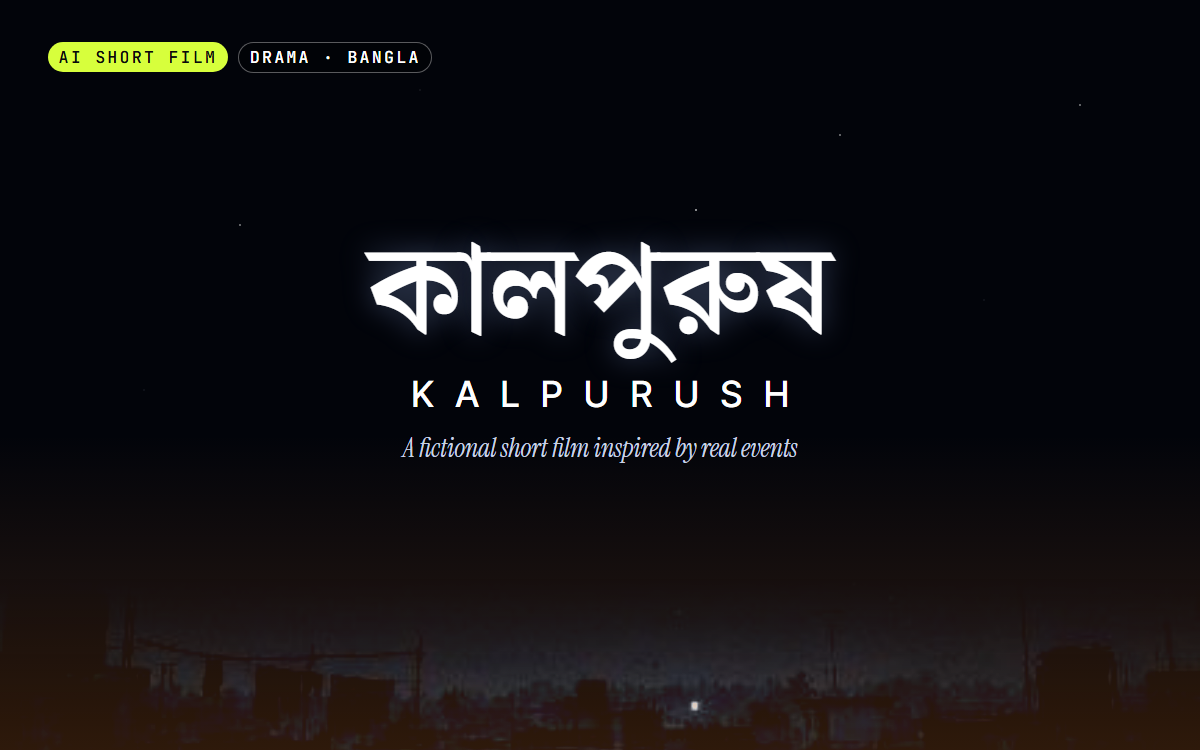 AI SHORT FILM
DRAMA · BANGLA
কালপুরুষ
KALPURUSH
A fictional short film inspired by real events